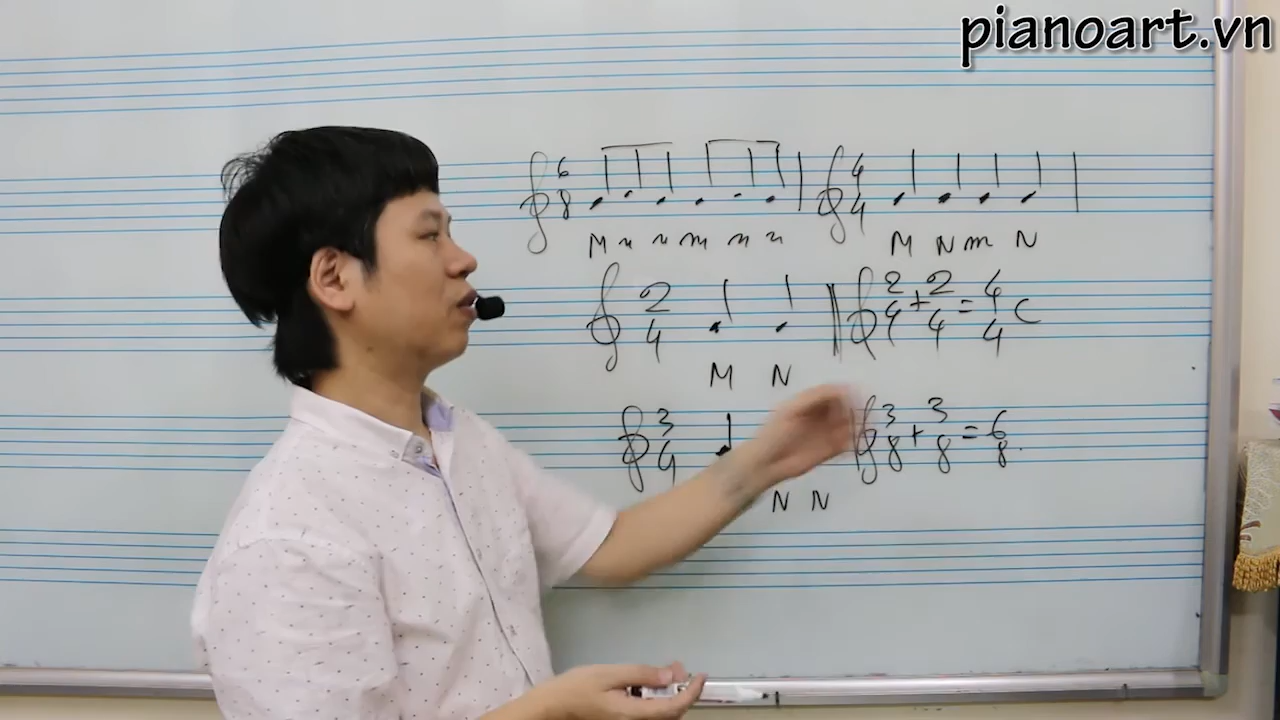 pianoart.vn
6 4
8 4
M n n m n n M N m N
2 2 + 2 = 4 C
4 4 4 4
M N
3 3 + 3 = 6
4 8 8 8
N N